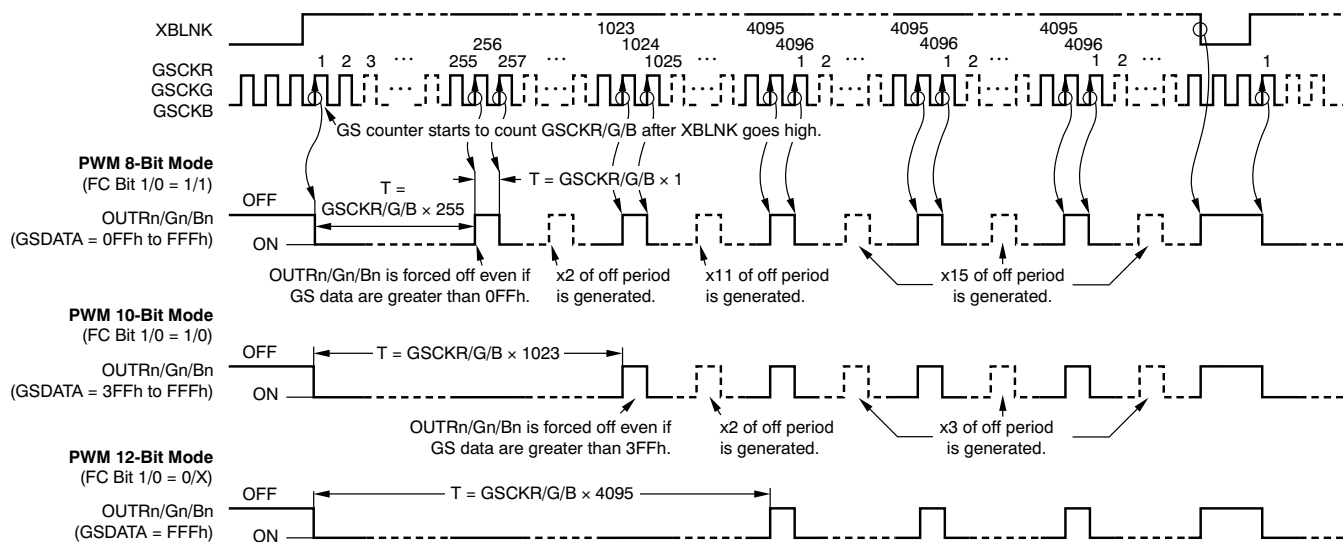 XBLNK
1023 4095 4095 4095
256 ... 1024 ... 4096 ... 4096 ... 4096 ...
GSCKR 1 2 3 ... 255 257 ... 1025 1 2 ... 1 2 ... 1 2 ... 1
GSCKG ... ... ... ... ... ... ...
GSCKB
GS counter starts to count GSCKR/G/B after XBLNK goes high.
PWM 8-Bit Mode
(FC Bit 1/0 = 1/1)
T =
GSCKR/G/B × 255
T = GSCKR/G/B × 1
OFF
OUTRn/Gn/Bn
(GSDATA = 0FFh to FFFh)
ON
OUTRn/Gn/Bn is forced off even if
GS data are greater than 0FFh.
x2 of off period
is generated.
x11 of off period
is generated.
x15 of off period
is generated.
PWM 10-Bit Mode
(FC Bit 1/0 = 1/0)
OFF
T = GSCKR/G/B × 1023
OUTRn/Gn/Bn
(GSDATA = 3FFh to FFFh)
ON
OUTRn/Gn/Bn is forced off even if
GS data are greater than 3FFh.
x2 of off period
is generated.
x3 of off period
is generated.
PWM 12-Bit Mode
(FC Bit 1/0 = 0/X)
OFF
T = GSCKR/G/B × 4095
OUTRn/Gn/Bn
(GSDATA = FFFh)
ON